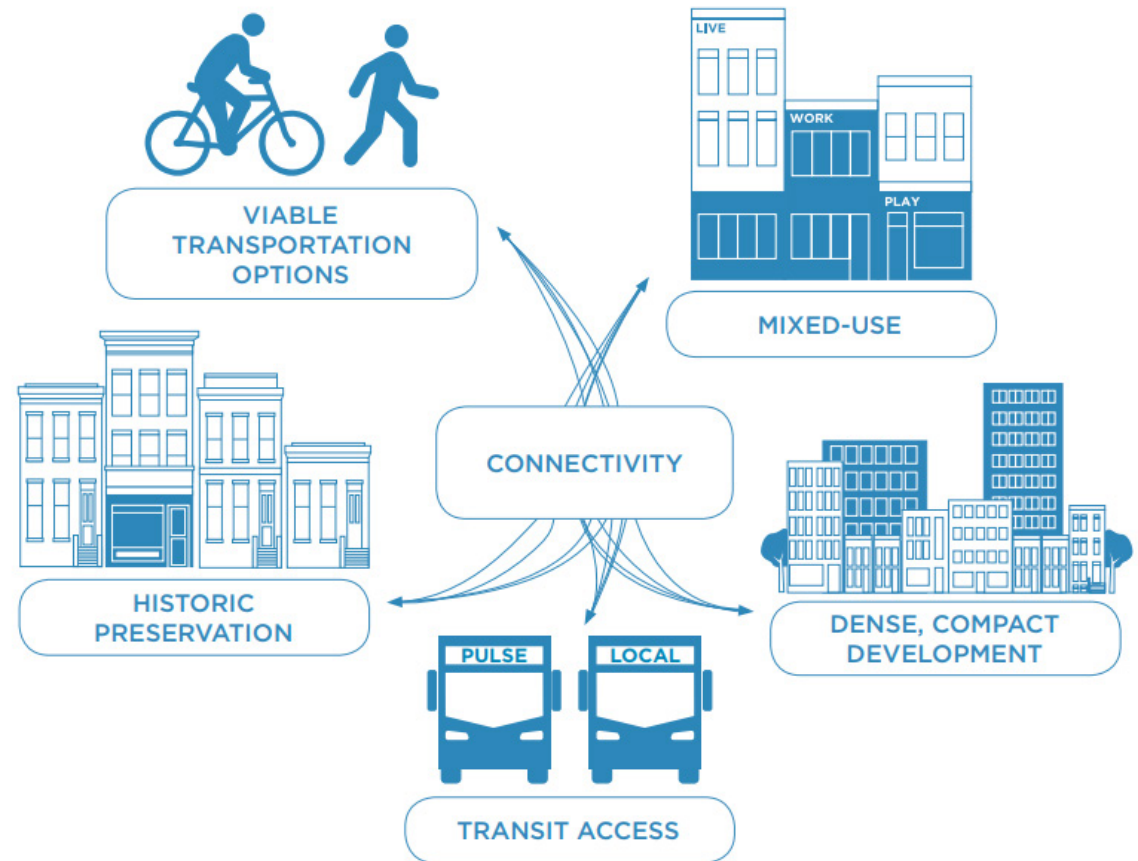 LIVE
WORK
PLAY
VIABLE
TRANSPORTATION
OPTIONS
MIXED-USE
CONNECTIVITY
HISTORIC
PRESERVATION
DENSE, COMPACT
DEVELOPMENT
PULSE
LOCAL
TRANSIT ACCESS